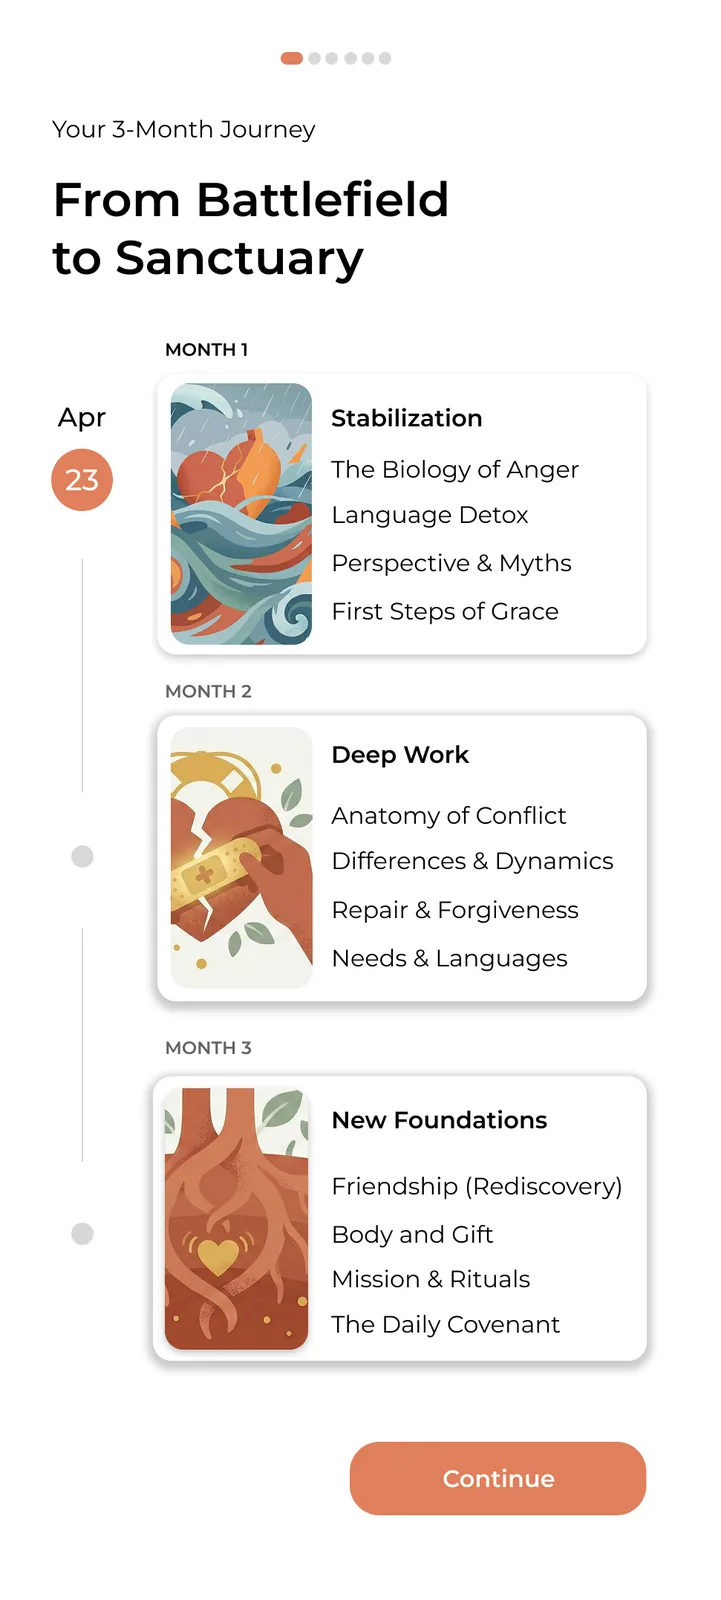 Your 3-Month Journey
From Battlefield
to Sanctuary
MONTH 1
Apr
23
Stabilization
The Biology of Anger
Language Detox
Perspective & Myths
First Steps of Grace
MONTH 2
Deep Work
Anatomy of Conflict
Differences & Dynamics
Repair & Forgiveness
Needs & Languages
MONTH 3
New Foundations
Friendship (Rediscovery)
Body and Gift
Mission & Rituals
The Daily Covenant
Continue